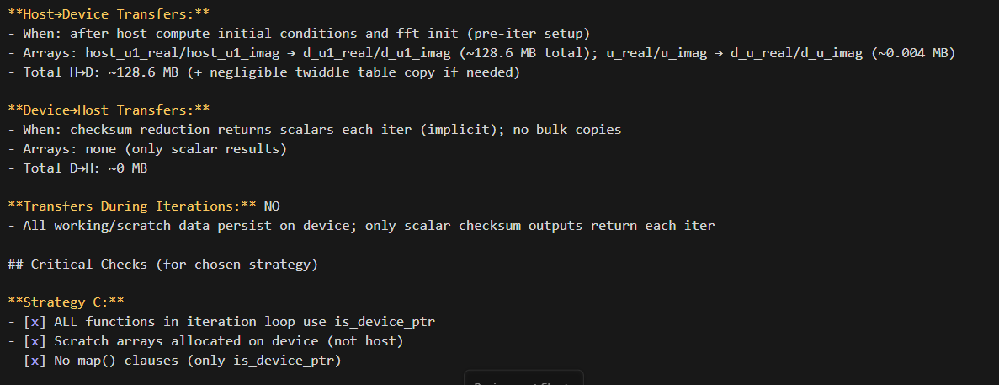 **Host→Device Transfers:**
- When: after host compute_initial_conditions and fft_init (pre-iter setup)
- Arrays: host_u1_real/host_u1_imag → d_u1_real/d_u1_imag (~128.6 MB total); u_real/u_imag → d_u_real/d_u_imag (~0.004 MB)
- Total H→D: ~128.6 MB (+ negligible twiddle table copy if needed)
**Device→Host Transfers:**
- When: checksum reduction returns scalars each iter (implicit); no bulk copies
- Arrays: none (only scalar results)
- Total D→H: ~0 MB
**Transfers During Iterations:** NO
- All working/scratch data persist on device; only scalar checksum outputs return each iter
## Critical Checks (for chosen strategy)
**Strategy C:**
- [x] ALL functions in iteration loop use is_device_ptr
- [x] Scratch arrays allocated on device (not host)
- [x] No map() clauses (only is_device_ptr)